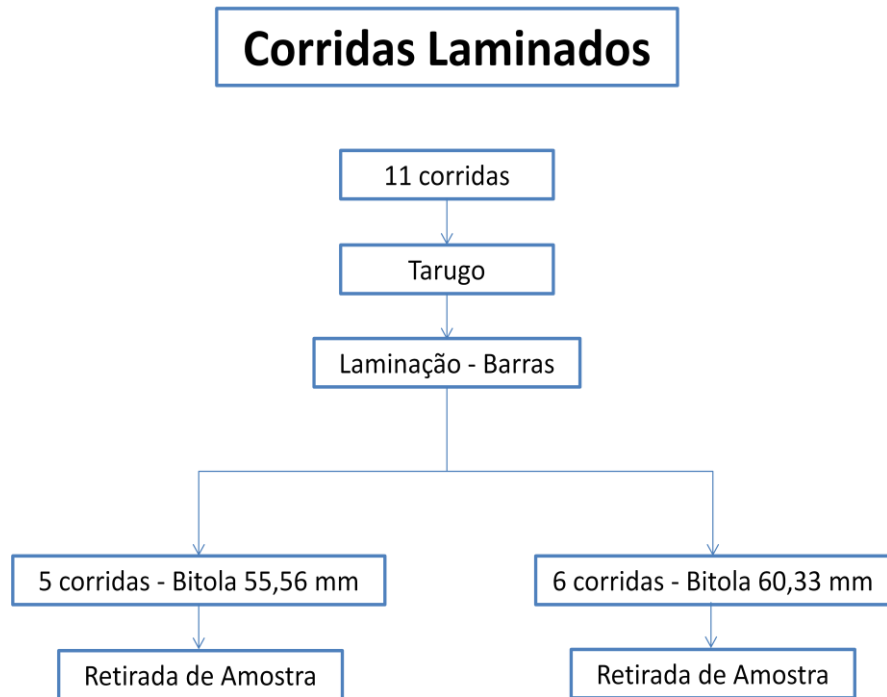 Corridas Laminados
11 corridas
Tarugo
Laminação - Barras
5 corridas - Bitola 55,56 mm
6 corridas - Bitola 60,33 mm
Retirada de Amostra
Retirada de Amostra